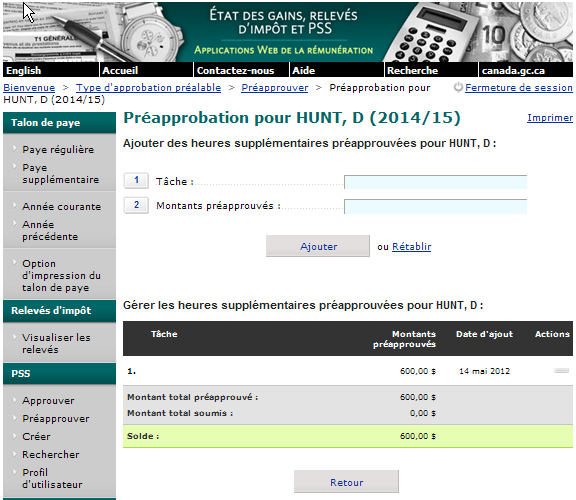 T1 GÉNÉRAL
ÉTAT DES GAINS, RELEVÉS
D'IMPÔT ET PSS
APPLICATIONS WEB DE LA RÉMUNÉRATION
English Accueil Contactez-nous Aide Recherche canada.gc.ca
Bienvenue > Type d'approbation préalable > Préapprouver > Préapprobation pour Fermeture de session
HUNT, D (2014/15)
Talon de paye
Paye régulière
Paye
supplémentaire
Année courante
Année
précédente
Option
d'impression du
talon de paye
Relevés d'impôt
Visualiser les
relevés
PSS
Approuver
Préapprouver
Créer
Rechercher
Profil
d'utilisateur
Préapprobation pour HUNT, D (2014/15) Imprimer
Ajouter des heures supplémentaires préapprouvées pour HUNT, D :
1 Tâche :
2 Montants préapprouvés :
Ajouter ou Rétablir
Gérer les heures supplémentaires préapprouvées pour HUNT, D :
Tâche Montants Date d'ajout Actions
préapprouvés
1. 600,00 $ 14 mai 2012
Montant total préapprouvé : 600,00 $
Montant total soumis : 0,00 $
Solde : 600,00 $
Retour